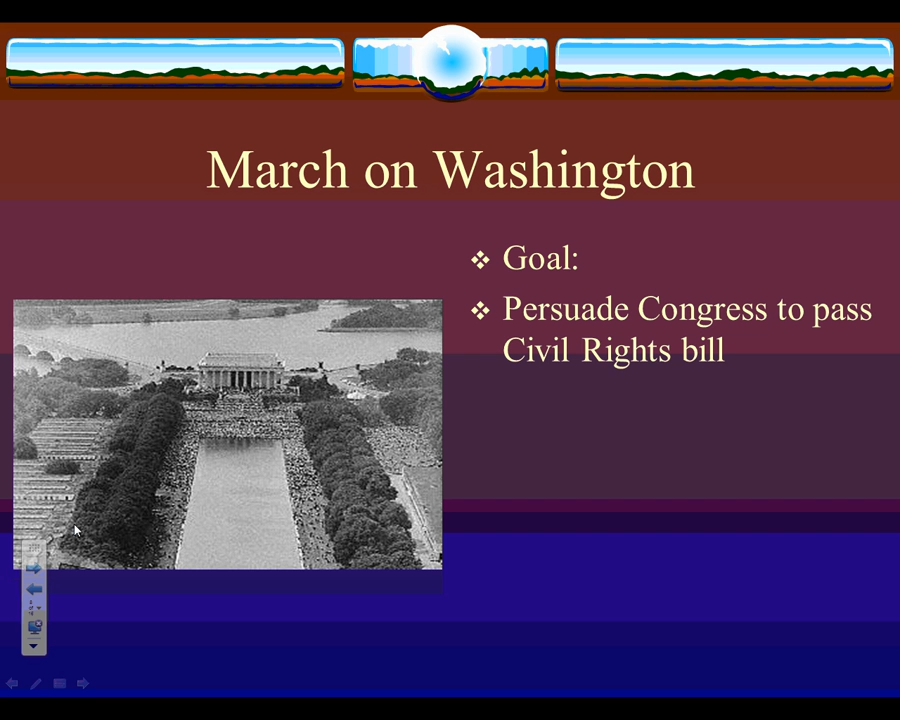 March on Washington
Goal:
Persuade Congress to pass
Civil Rights bill